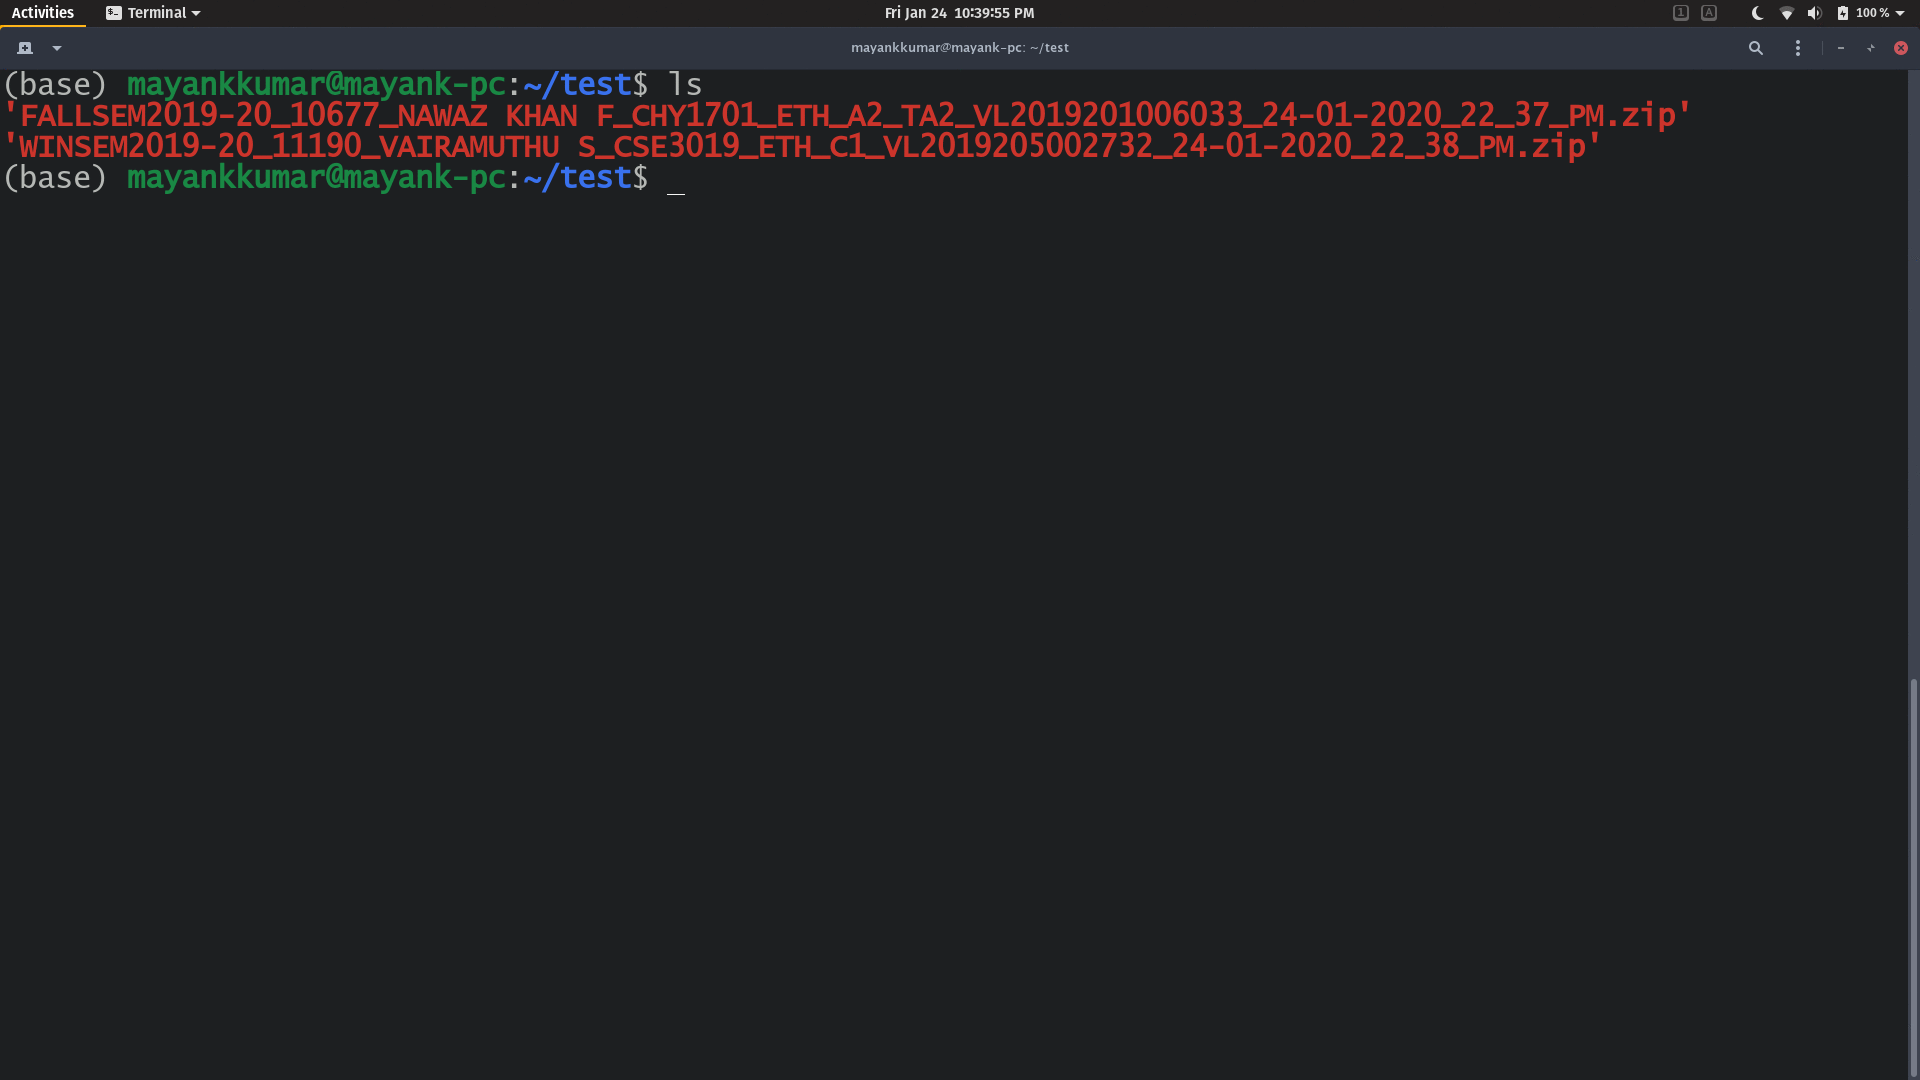 Activities Terminal Fri Jan 24 10:39:55 PM 1 A 100 %
mayankkumar@mayank-pc: ~/test
(base) mayankkumar@mayank-pc:~/test$ ls
'FALLSEM2019-20_10677_NAWAZ KHAN F_CHY1701_ETH_A2_TA2_VL2019201006033_24-01-2020_22_37_PM.zip'
'WINSEM2019-20_11190_VAIRAMUTHU S_CSE3019_ETH_C1_VL2019205002732_24-01-2020_22_38_PM.zip'
(base) mayankkumar@mayank-pc:~/test$ _